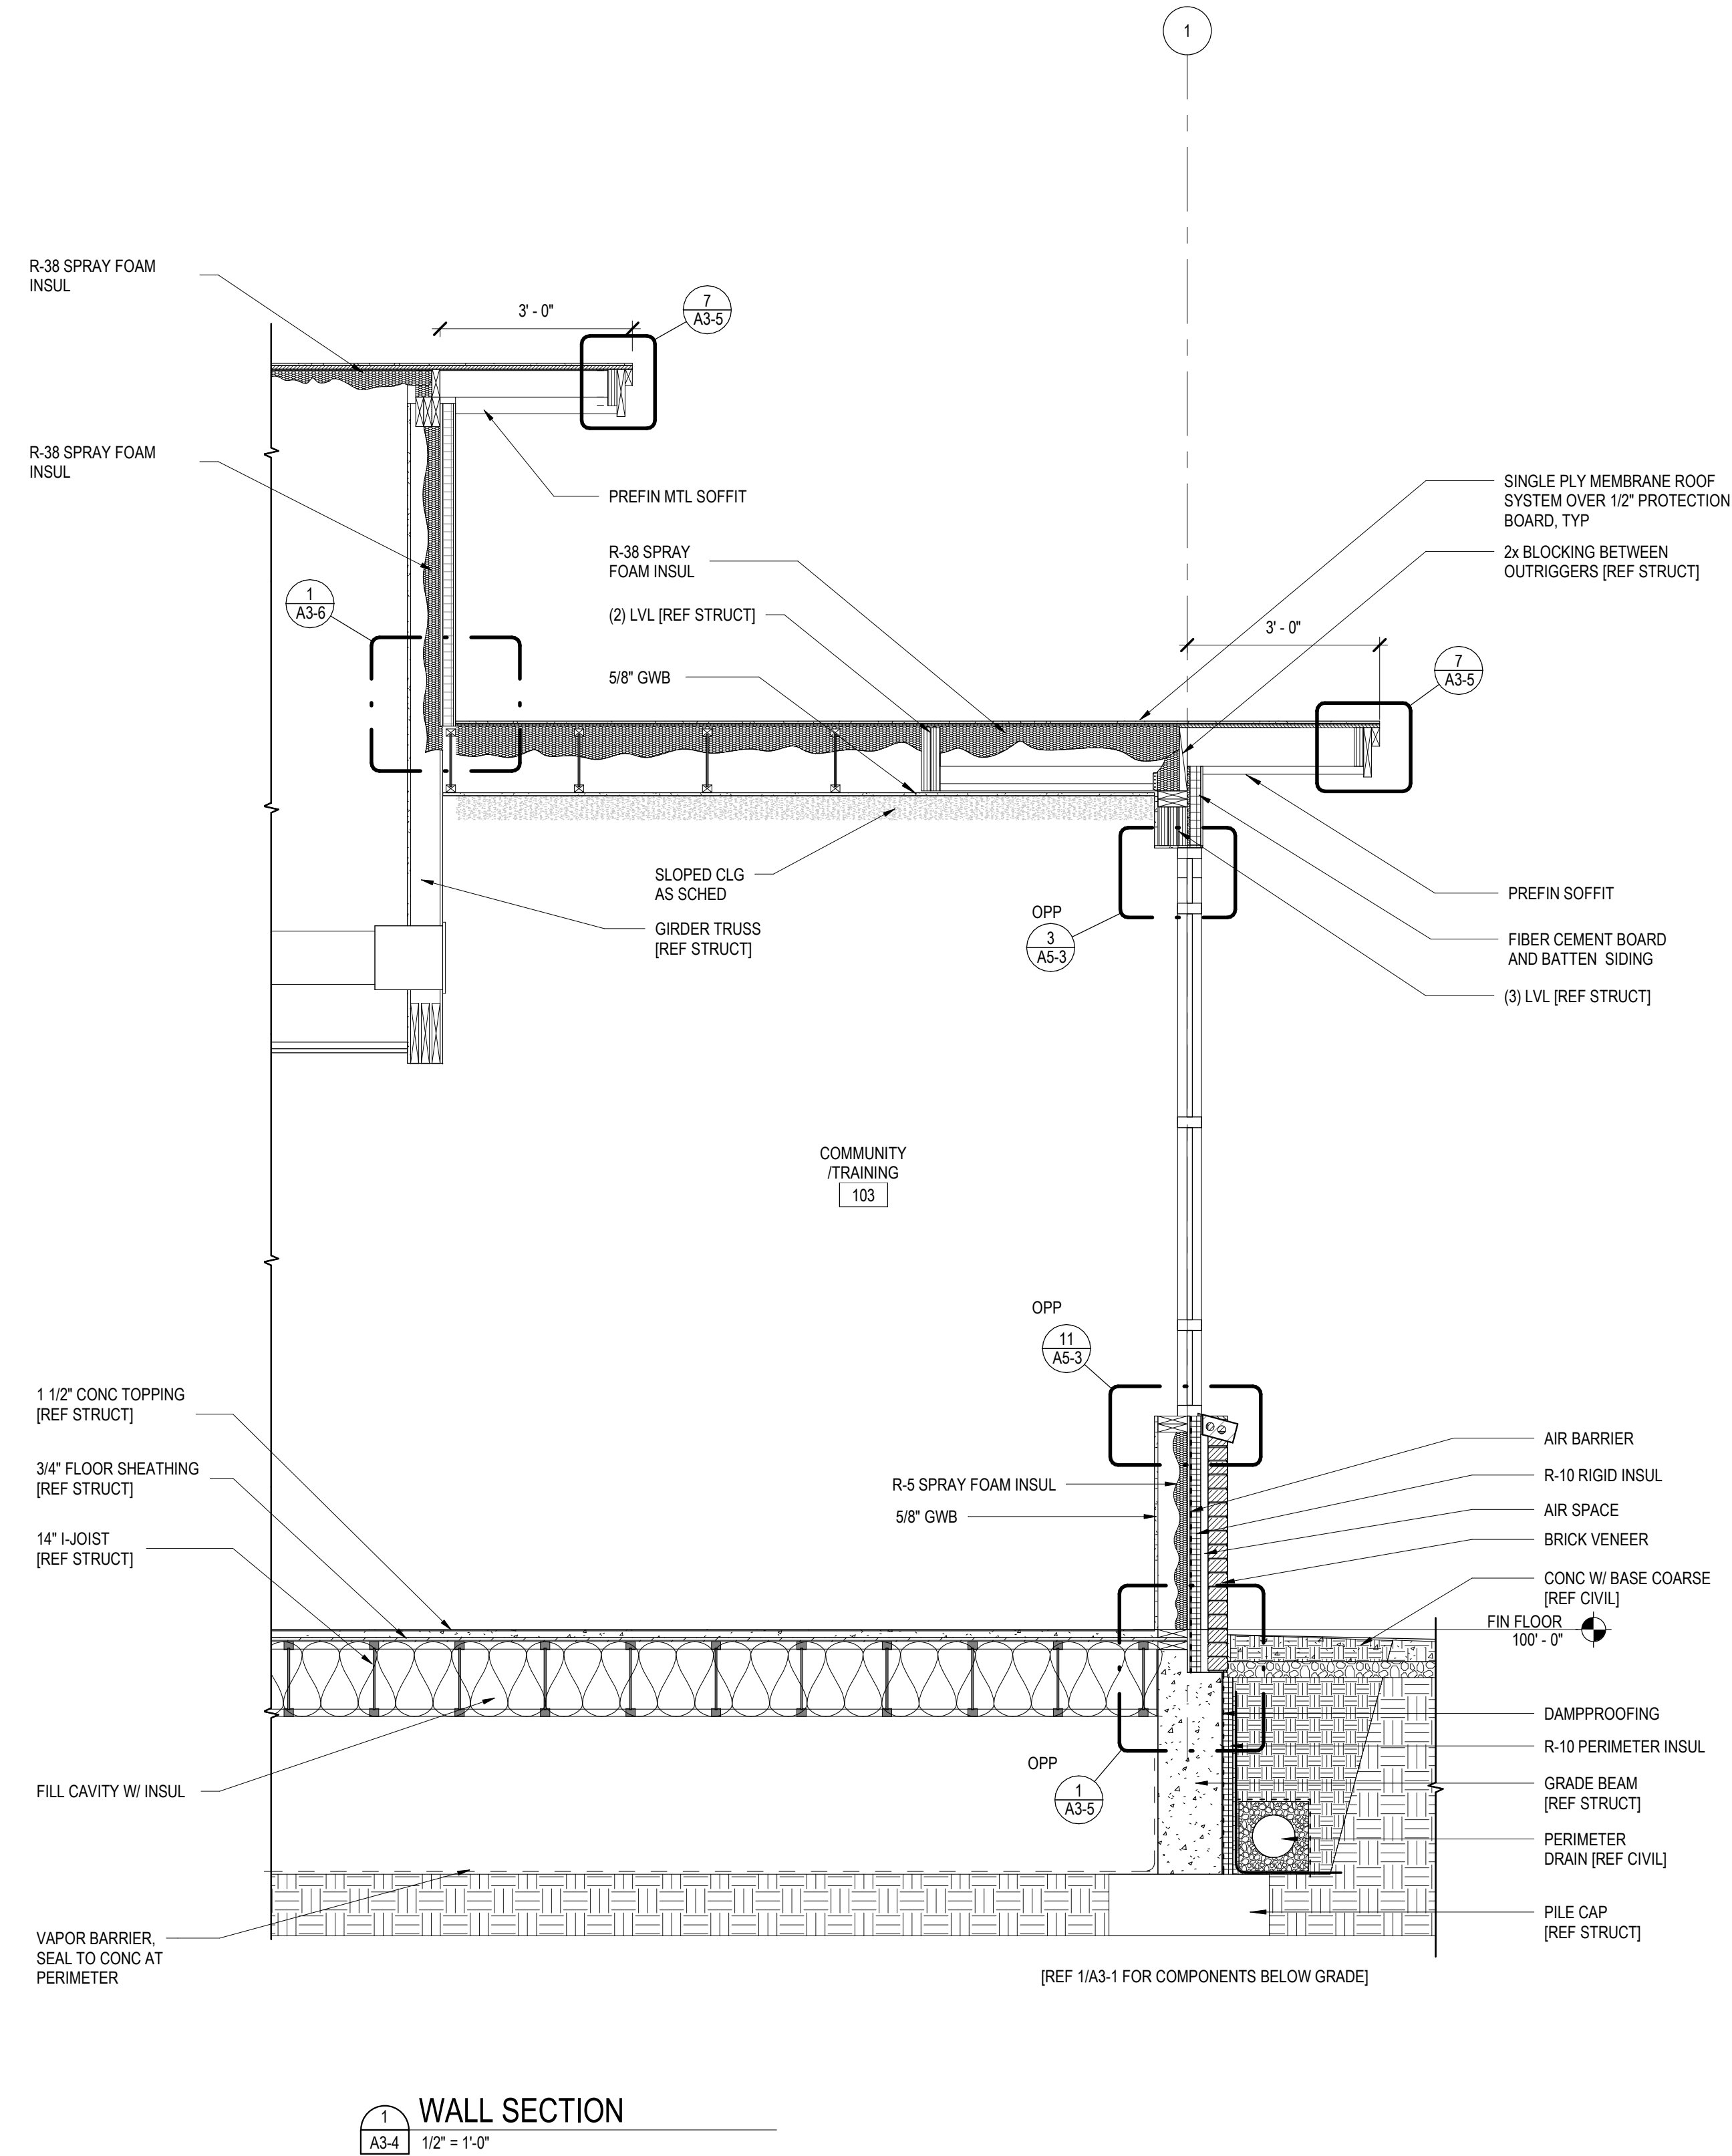 1
R-38 SPRAY FOAM
INSUL
3' - 0"
7
A3-5
R-38 SPRAY FOAM
INSUL
PREFIN MTL SOFFIT
SINGLE PLY MEMBRANE ROOF
SYSTEM OVER 1/2" PROTECTION
BOARD, TYP
R-38 SPRAY
FOAM INSUL
2x BLOCKING BETWEEN
OUTRIGGERS [REF STRUCT]
1
A3-6
(2) LVL [REF STRUCT]
3' - 0"
5/8" GWB
7
A3-5
SLOPED CLG
AS SCHED
PREFIN SOFFIT
OPP
3
A5-3
GIRDER TRUSS
[REF STRUCT]
FIBER CEMENT BOARD
AND BATTEN SIDING
(3) LVL [REF STRUCT]
COMMUNITY
/TRAINING
103
OPP
11
A5-3
1 1/2" CONC TOPPING
[REF STRUCT]
AIR BARRIER
3/4" FLOOR SHEATHING
[REF STRUCT]
R-5 SPRAY FOAM INSUL
R-10 RIGID INSUL
5/8" GWB
AIR SPACE
14" I-JOIST
[REF STRUCT]
BRICK VENEER
CONC W/ BASE COARSE
[REF CIVIL]
FIN FLOOR
100' - 0"
DAMPPROOFING
R-10 PERIMETER INSUL
OPP
1
A3-5
FILL CAVITY W/ INSUL
GRADE BEAM
[REF STRUCT]
PERIMETER
DRAIN [REF CIVIL]
VAPOR BARRIER,
SEAL TO CONC AT
PERIMETER
PILE CAP
[REF STRUCT]
[REF 1/A3-1 FOR COMPONENTS BELOW GRADE]
1
A3-4
WALL SECTION
1/2" = 1'-0"